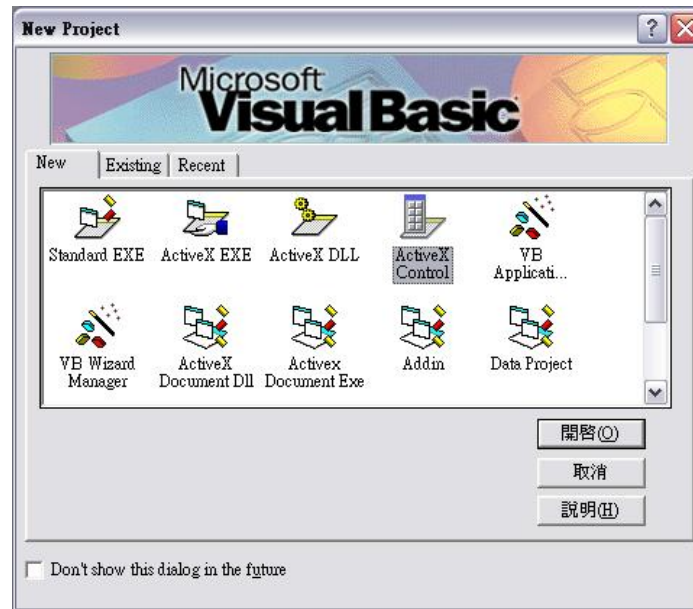 New Project
Microsoft
Visual Basic
New
Existing
Recent
Standard EXE
ActiveX EXE
ActiveX DLL
ActiveX
Control
VB
Applicati...
VB Wizard
Manager
ActiveX
Document Dll
Activex
Document Exe
Addin
Data Project
開啓(O)
取消
説明(H)
Don't show this dialog in the future